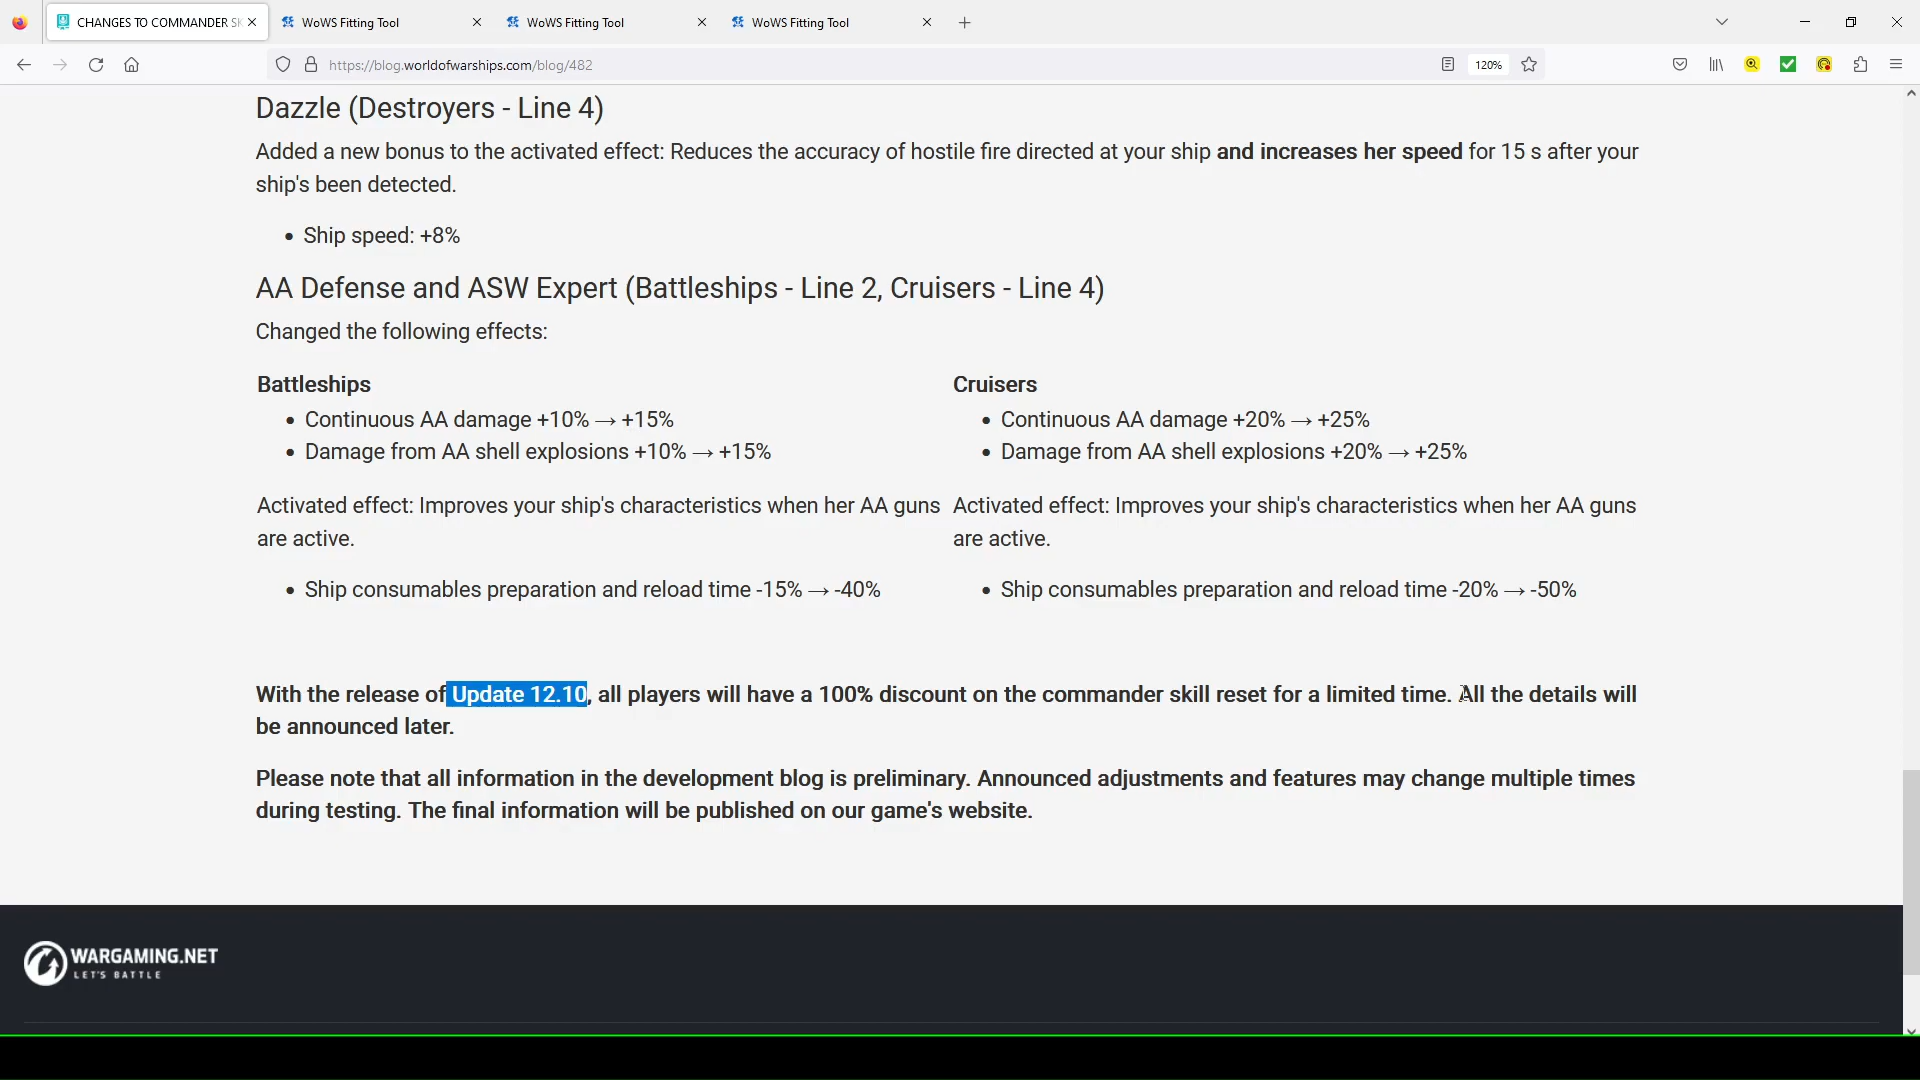 CHANGES TO COMMANDER SK
WoWS Fitting Tool
WoWS Fitting Tool
WoWS Fitting Tool
https://blog.worldofwarships.com/blog/482
120%
Dazzle (Destroyers - Line 4)
Added a new bonus to the activated effect: Reduces the accuracy of hostile fire directed at your ship and increases her speed for 15 s after your
ship's been detected.
• Ship speed: +8%
AA Defense and ASW Expert (Battleships - Line 2, Cruisers - Line 4)
Changed the following effects:
Battleships
• Continuous AA damage +10% → +15%
• Damage from AA shell explosions +10% → +15%
Activated effect: Improves your ship's characteristics when her AA guns
are active.
• Ship consumables preparation and reload time -15% → -40%
Cruisers
• Continuous AA damage +20% → +25%
• Damage from AA shell explosions +20% → +25%
Activated effect: Improves your ship's characteristics when her AA guns
are active.
• Ship consumables preparation and reload time -20% → -50%
With the release of Update 12.10, all players will have a 100% discount on the commander skill reset for a limited time. All the details will
be announced later.
Please note that all information in the development blog is preliminary. Announced adjustments and features may change multiple times
during testing. The final information will be published on our game's website.
WARGAMING.NET
LET'S BATTLE